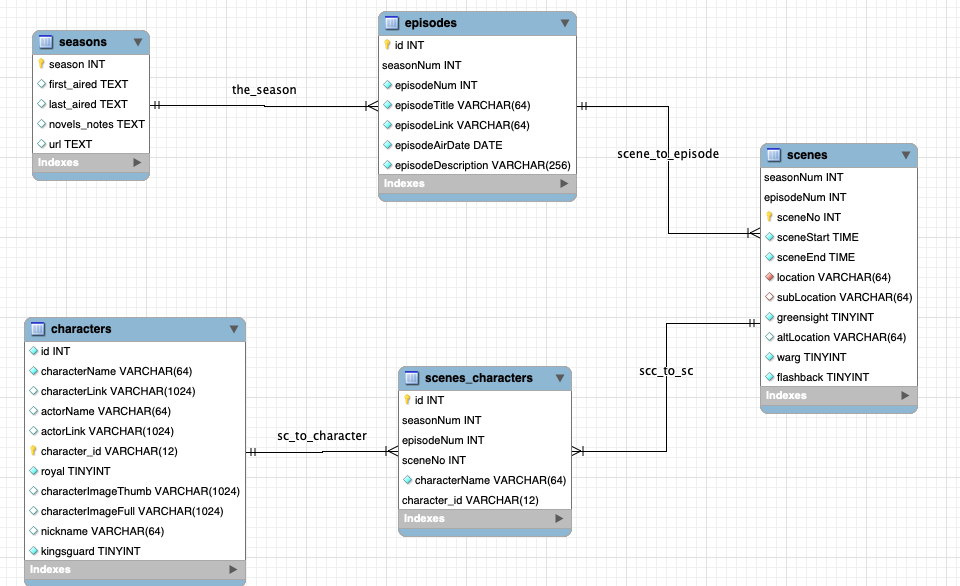 seasons
season INT
first_aired TEXT
last_aired TEXT
novels_notes TEXT
url TEXT
Indexes
the_season
episodes
id INT
seasonNum INT
episodeNum INT
episodeTitle VARCHAR(64)
episodeLink VARCHAR(64)
episodeAirDate DATE
episodeDescription VARCHAR(256)
Indexes
scene_to_episode
scenes
seasonNum INT
episodeNum INT
sceneNo INT
sceneStart TIME
sceneEnd TIME
location VARCHAR(64)
subLocation VARCHAR(64)
greensight TINYINT
altLocation VARCHAR(64)
warg TINYINT
flashback TINYINT
Indexes
characters
id INT
characterName VARCHAR(64)
characterLink VARCHAR(1024)
actorName VARCHAR(64)
actorLink VARCHAR(1024)
character_id VARCHAR(12)
royal TINYINT
characterImageThumb VARCHAR(1024)
characterImageFull VARCHAR(1024)
nickname VARCHAR(64)
kingsguard TINYINT
Indexes
sc_to_character
scenes_characters
id INT
seasonNum INT
episodeNum INT
sceneNo INT
characterName VARCHAR(64)
character_id VARCHAR(12)
Indexes
scc_to_sc